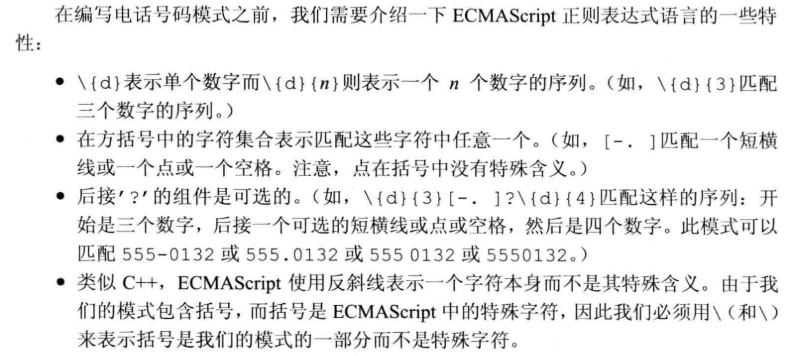 在编写电话号码模式之前，我们需要介绍一下 ECMAScript 正则表达式语言的一些特
性：
● \{d}表示单个数字而\{d}{n}则表示一个 n 个数字的序列。（如，\{d}{3}匹配
三个数字的序列。）
● 在方括号中的字符集合表示匹配这些字符中任意一个。（如，[-. ]匹配一个短横
线或一个点或一个空格。注意，点在括号中没有特殊含义。）
● 后接'?'的组件是可选的。（如，\{d}{3}[-. ]?\{d}{4}匹配这样的序列：开
始是三个数字，后接一个可选的短横线或点或空格，然后是四个数字。此模式可以
匹配 555-0132 或 555.0132 或 555 0132 或 5550132。）
● 类似 C++，ECMAScript 使用反斜线表示一个字符本身而不是其特殊含义。由于我
们的模式包含括号，而括号是 ECMAScript 中的特殊字符，因此我们必须用\(和\)
来表示括号是我们的模式的一部分而不是特殊字符。